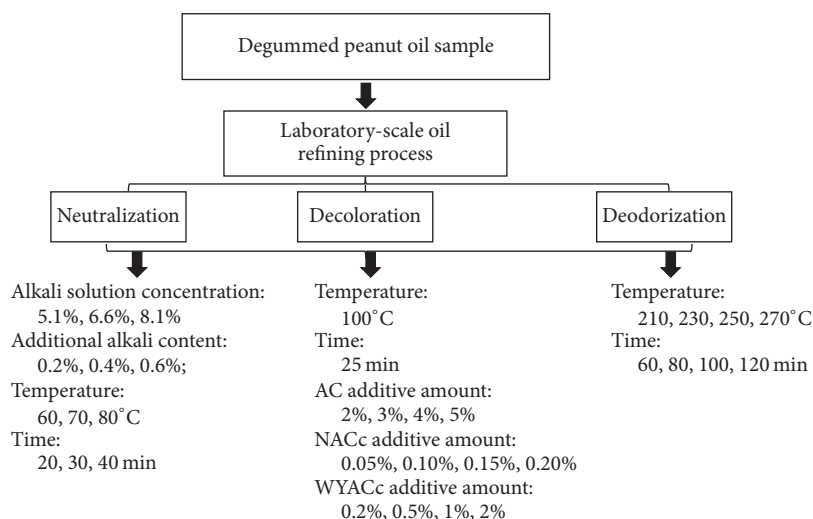 Degummed peanut oil sample
Laboratory-scale oil
refining process
Neutralization
Decoloration
Deodorization
Alkali solution concentration:
5.1%, 6.6%, 8.1%
Additional alkali content:
0.2%, 0.4%, 0.6%;
Temperature:
60, 70, 80°C
Time:
20, 30, 40 min
Temperature:
100°C
Time:
25 min
AC additive amount:
2%, 3%, 4%, 5%
NACc additive amount:
0.05%, 0.10%, 0.15%, 0.20%
WYACc additive amount:
0.2%, 0.5%, 1%, 2%
Temperature:
210, 230, 250, 270°C
Time:
60, 80, 100, 120 min